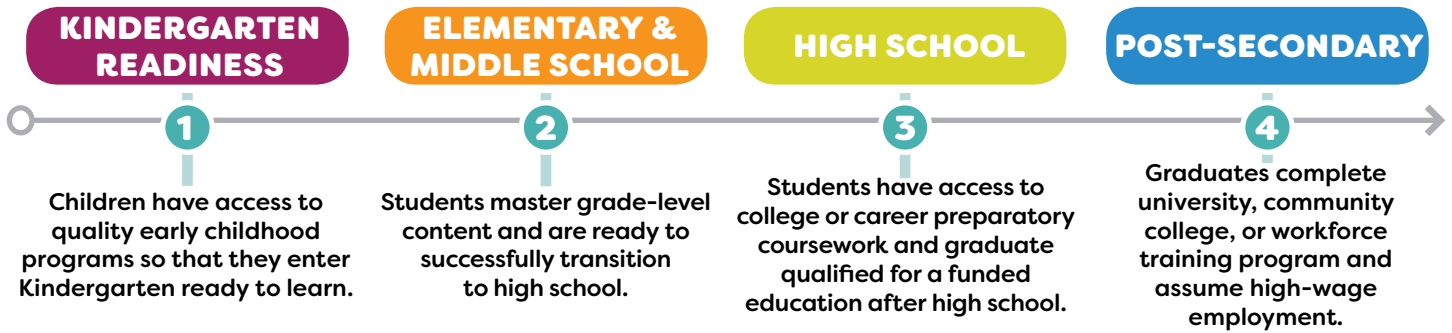 KINDERGARTEN
READINESS
1
Children have access to
quality early childhood
programs so that they enter
Kindergarten ready to learn.
ELEMENTARY &
MIDDLE SCHOOL
2
Students master grade-level
content and are ready to
successfully transition
to high school.
HIGH SCHOOL
3
Students have access to
college or career preparatory
coursework and graduate
qualified for a funded
education after high school.
POST-SECONDARY
4
Graduates complete
university, community
college, or workforce
training program and
assume high-wage
employment.